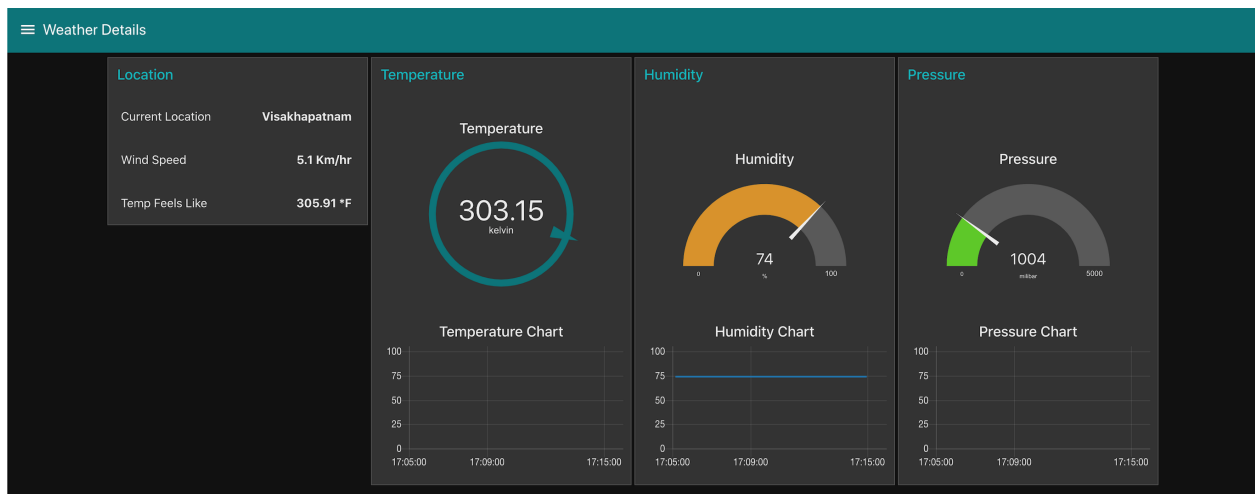 Weather Details
Location
Current Location Visakhapatnam
Wind Speed 5.1 Km/hr
Temp Feels Like 305.91 *F
Temperature
Temperature
303.15
kelvin
Temperature Chart
100
75
50
25
0
17:05:00 17:09:00 17:15:00
Humidity
Humidity
74
%
0 100
Humidity Chart
100
75
50
25
0
17:05:00 17:09:00 17:15:00
Pressure
Pressure
1004
milibar
0 5000
Pressure Chart
100
75
50
25
0
17:05:00 17:09:00 17:15:00